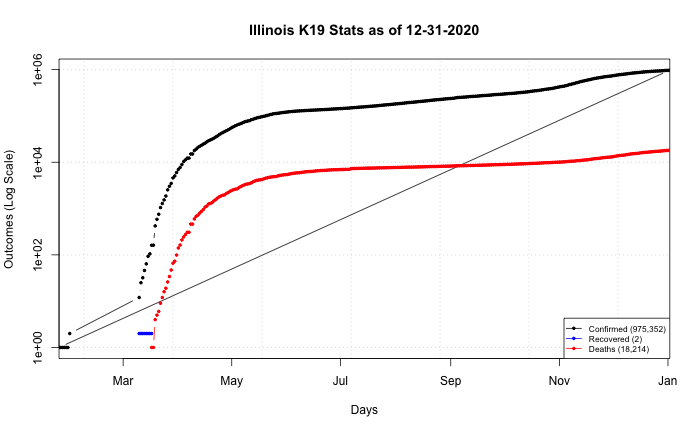 Illinois K19 Stats as of 12-31-2020
Outcomes (Log Scale)
1e+06
1e+04
1e+02
1e+00
Confirmed (975,352)
Recovered (2)
Deaths (18,214)
Mar May Jul Sep Nov Jan
Days